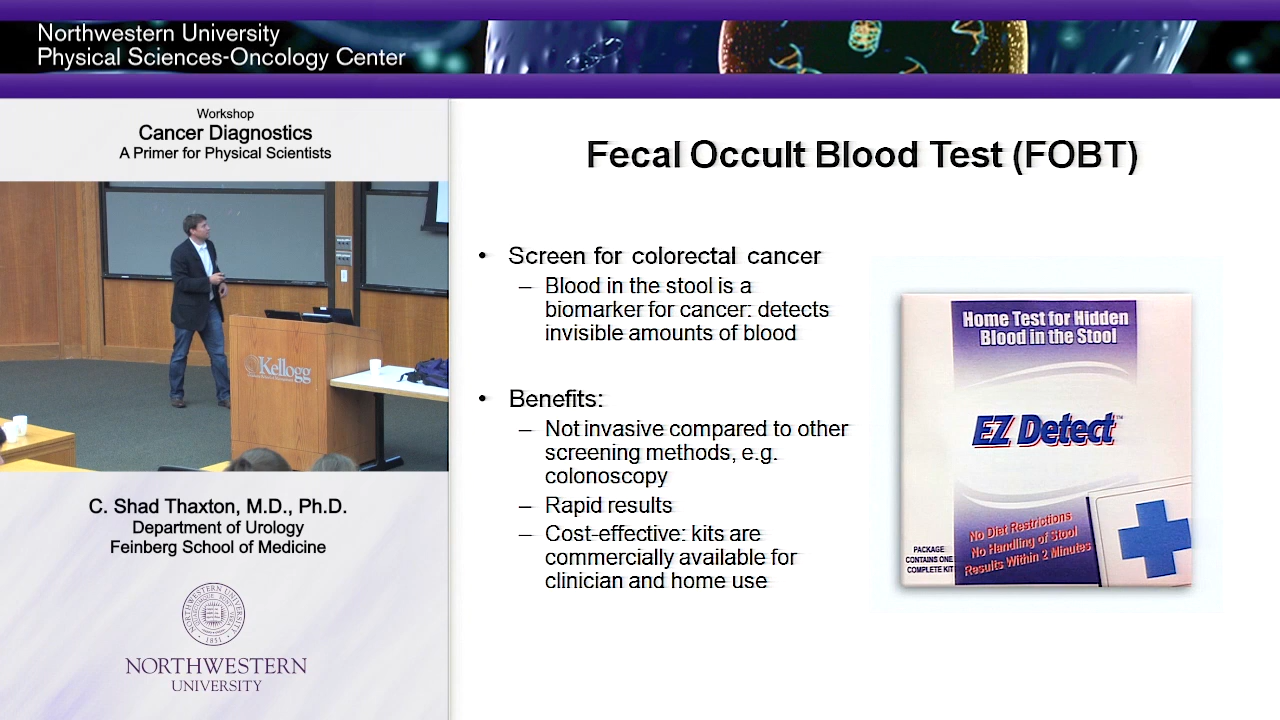 Northwestern University
Physical Sciences-Oncology Center
Workshop
Cancer Diagnostics
A Primer for Physical Scientists
Kellogg
C. Shad Thaxton, M.D., Ph.D.
Department of Urology
Feinberg School of Medicine
NORTHWESTERN
UNIVERSITY
1851
NORTHWESTERN
UNIVERSITY
Fecal Occult Blood Test (FOBT)
• Screen for colorectal cancer
– Blood in the stool is a
biomarker for cancer: detects
invisible amounts of blood
• Benefits:
– Not invasive compared to other
screening methods, e.g.
colonoscopy
– Rapid results
– Cost-effective: kits are
commercially available for
clinician and home use
Home Test for Hidden
Blood in the Stool
EZ Detect™
No Diet Restrictions
No Handling of Stool
Results Within 2 Minutes
PACKAGE
CONTAINS ONE
COMPLETE KIT